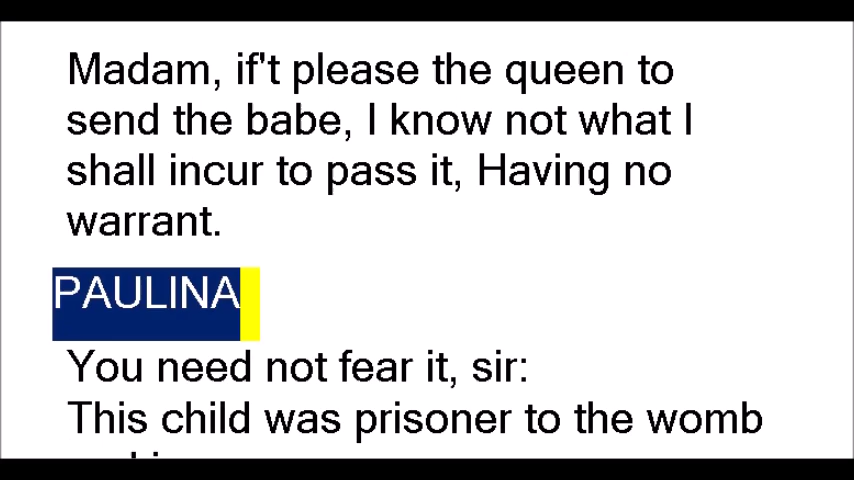 Madam, if't please the queen to
send the babe, I know not what I
shall incur to pass it, Having no
warrant.
PAULINA
You need not fear it, sir:
This child was prisoner to the womb